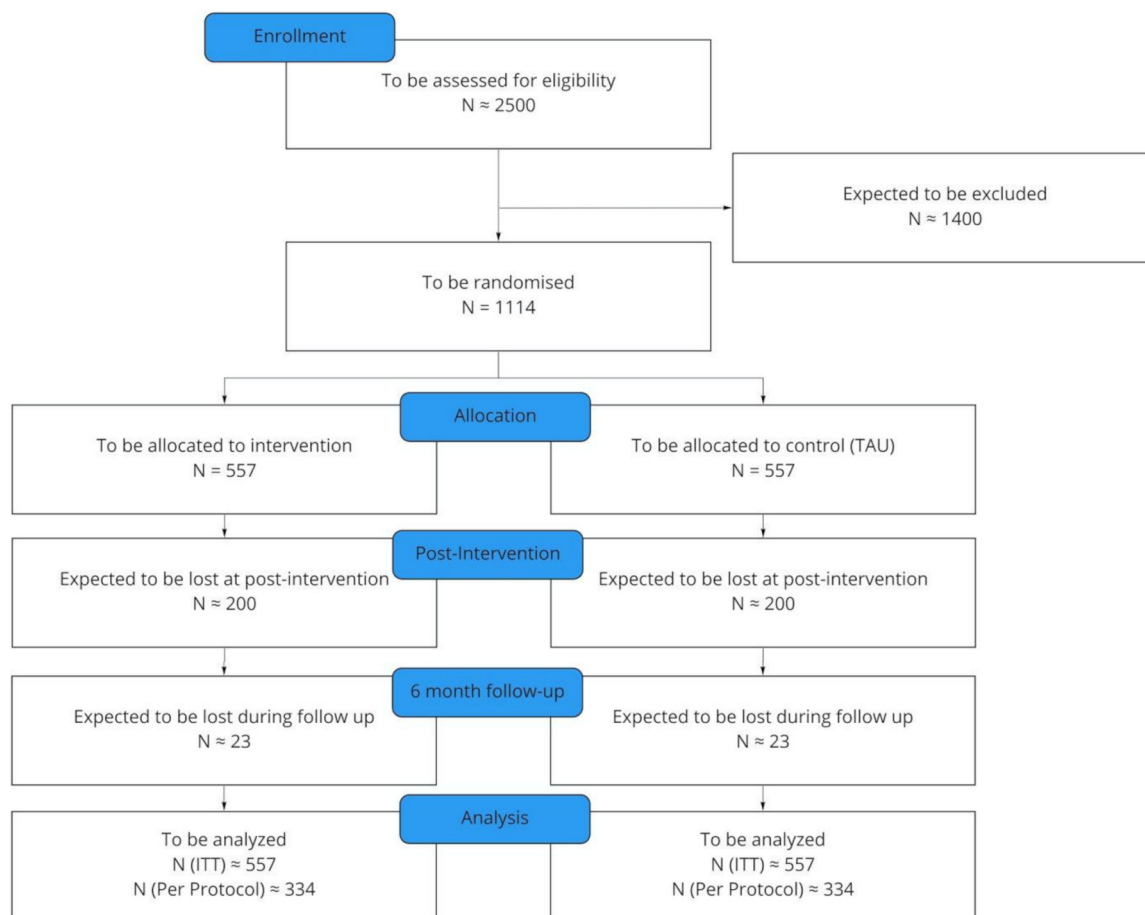 Enrollment
To be assessed for eligibility
N ≈ 2500
Expected to be excluded
N ≈ 1400
To be randomised
N = 1114
Allocation
To be allocated to intervention
N = 557
To be allocated to control (TAU)
N = 557
Post-Intervention
Expected to be lost at post-intervention
N ≈ 200
Expected to be lost at post-intervention
N ≈ 200
6 month follow-up
Expected to be lost during follow up
N ≈ 23
Expected to be lost during follow up
N ≈ 23
Analysis
To be analyzed
N (ITT) ≈ 557
N (Per Protocol) ≈ 334
To be analyzed
N (ITT) ≈ 557
N (Per Protocol) ≈ 334